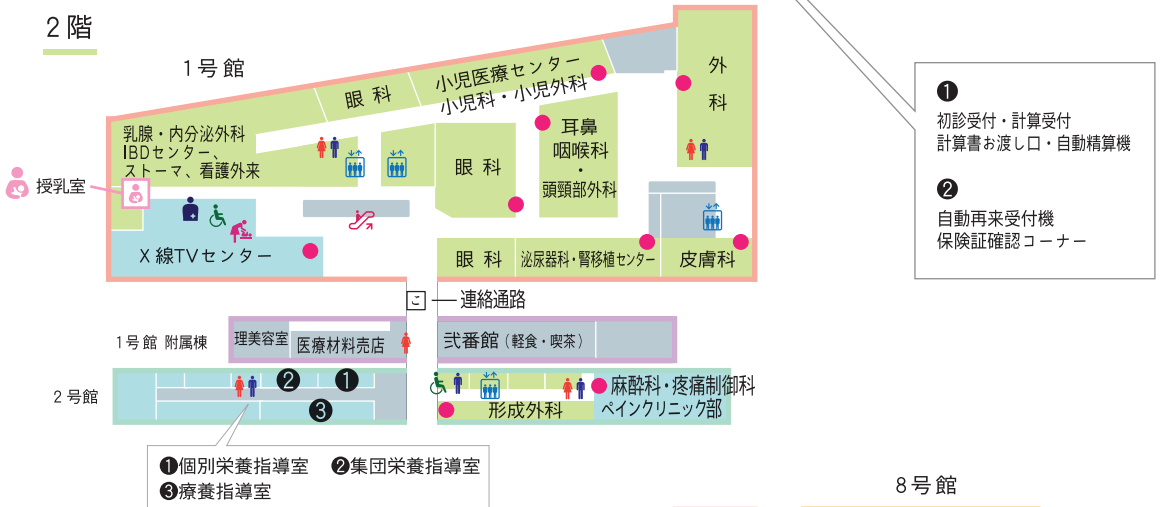 2階
1号館
外
科
小児医療センター
小児科・小児外科
眼科
乳腺・内分泌外科
IBDセンター、
ストーマ、看護外来
耳鼻
咽喉科
・
頭頸部外科
眼科
授乳室
X線TVセンター
眼科
泌尿器科・腎移植センター
皮膚科
こ
連絡通路
1号館 附属棟
理美容室
医療材料売店
弐番館(軽食・喫茶)
2号館
❷
❶
❸
麻酔科・疼痛制御科
ペインクリニック部
形成外科
❶個別栄養指導室 ❷集団栄養指導室
❸療養指導室
❶
初診受付・計算受付
計算書お渡し口・自動精算機
❷
自動再来受付機
保険証確認コーナー
8号館